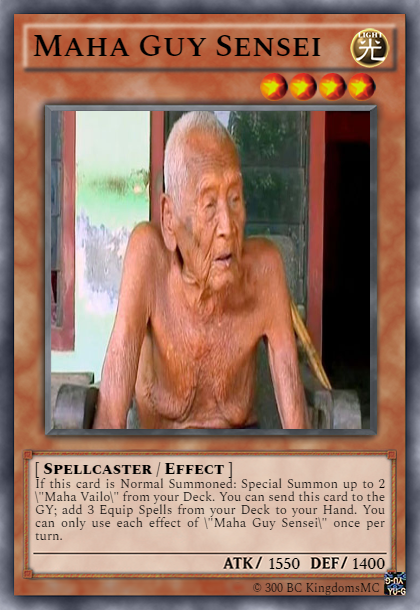 Maha Guy Sensei
LIGHT
光
[ Spellcaster / Effect ]
If this card is Normal Summoned: Special Summon up to 2
\"Maha Vailo\" from your Deck. You can send this card to the
GY; add 3 Equip Spells from your Deck to your Hand. You
can only use each effect of \"Maha Guy Sensei\" once per
turn.
ATK/ 1550 DEF/ 1400
© 300 BC KingdomsMC